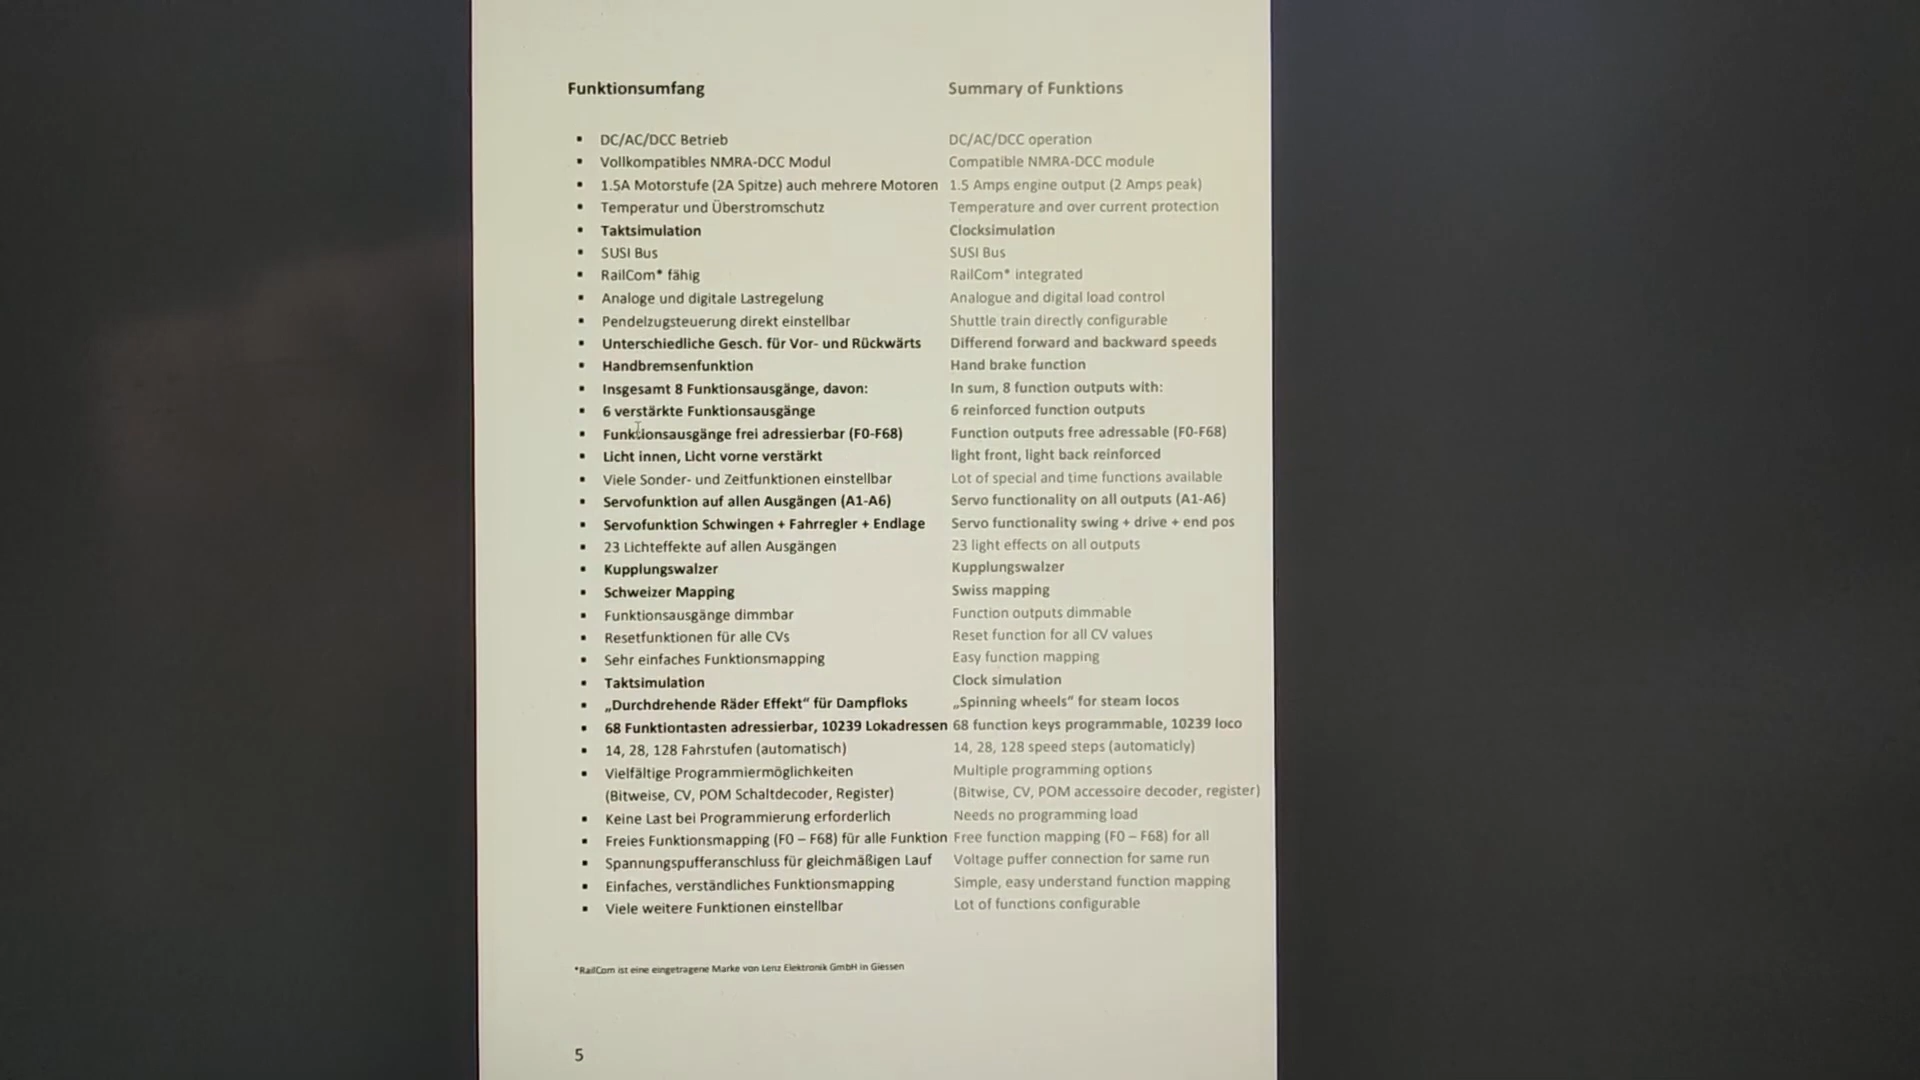 Funktionsumfang
DC/AC/DCC Betrieb
Vollkompatibles NMRA-DCC Modul
1.5A Motorstufe (2A Spitze) auch mehrere Motoren
Temperatur und Überstromschutz
Taktsimulation
SUSI Bus
RailCom* fähig
Analoge und digitale Lastregelung
Pendelzugsteuerung direkt einstellbar
Unterschiedliche Gesch. für Vor- und Rückwärts
Handbremsenfunktion
Insgesamt 8 Funktionsausgänge, davon:
6 verstärkte Funktionsausgänge
Funktionsausgänge frei adressierbar (F0-F68)
Licht innen, Licht vorne verstärkt
Viele Sonder- und Zeitfunktionen einstellbar
Servofunktion auf allen Ausgängen (A1-A6)
Servofunktion Schwingen + Fahrregler + Endlage
23 Lichteffekte auf allen Ausgängen
Kupplungswalzer
Schweizer Mapping
Funktionsausgänge dimmbar
Resetfunktionen für alle CVs
Sehr einfaches Funktionsmapping
Taktsimulation
„Durchdrehende Räder Effekt“ für Dampfloks
68 Funktiontasten adressierbar, 10239 Lokadressen
14, 28, 128 Fahrstufen (automatisch)
Vielfältige Programmiermöglichkeiten
(Bitweise, CV, POM Schaltdecoder, Register)
Keine Last bei Programmierung erforderlich
Freies Funktionsmapping (F0 – F68) für alle Funktion
Spannungspufferanschluss für gleichmäßigen Lauf
Einfaches, verständliches Funktionsmapping
Viele weitere Funktionen einstellbar
Summary of Funktions
DC/AC/DCC operation
Compatible NMRA-DCC module
1.5 Amps engine output (2 Amps peak)
Temperature and over current protection
Clocksimulation
SUSI Bus
RailCom* integrated
Analogue and digital load control
Shuttle train directly configurable
Differend forward and backward speeds
Hand brake function
In sum, 8 function outputs with:
6 reinforced function outputs
Function outputs free adressable (F0-F68)
light front, light back reinforced
Lot of special and time functions available
Servo functionality on all outputs (A1-A6)
Servo functionality swing + drive + end pos
23 light effects on all outputs
Kupplungswalzer
Swiss mapping
Function outputs dimmable
Reset function for all CV values
Easy function mapping
Clock simulation
„Spinning wheels“ for steam locos
68 function keys programmable, 10239 loco
14, 28, 128 speed steps (automaticly)
Multiple programming options
(Bitwise, CV, POM accessoire decoder, register)
Needs no programming load
Free function mapping (F0 – F68) for all
Voltage puffer connection for same run
Simple, easy understand function mapping
Lot of functions configurable
*RailCom ist eine eingetragene Marke von Lenz Elektronik GmbH in Giessen
5